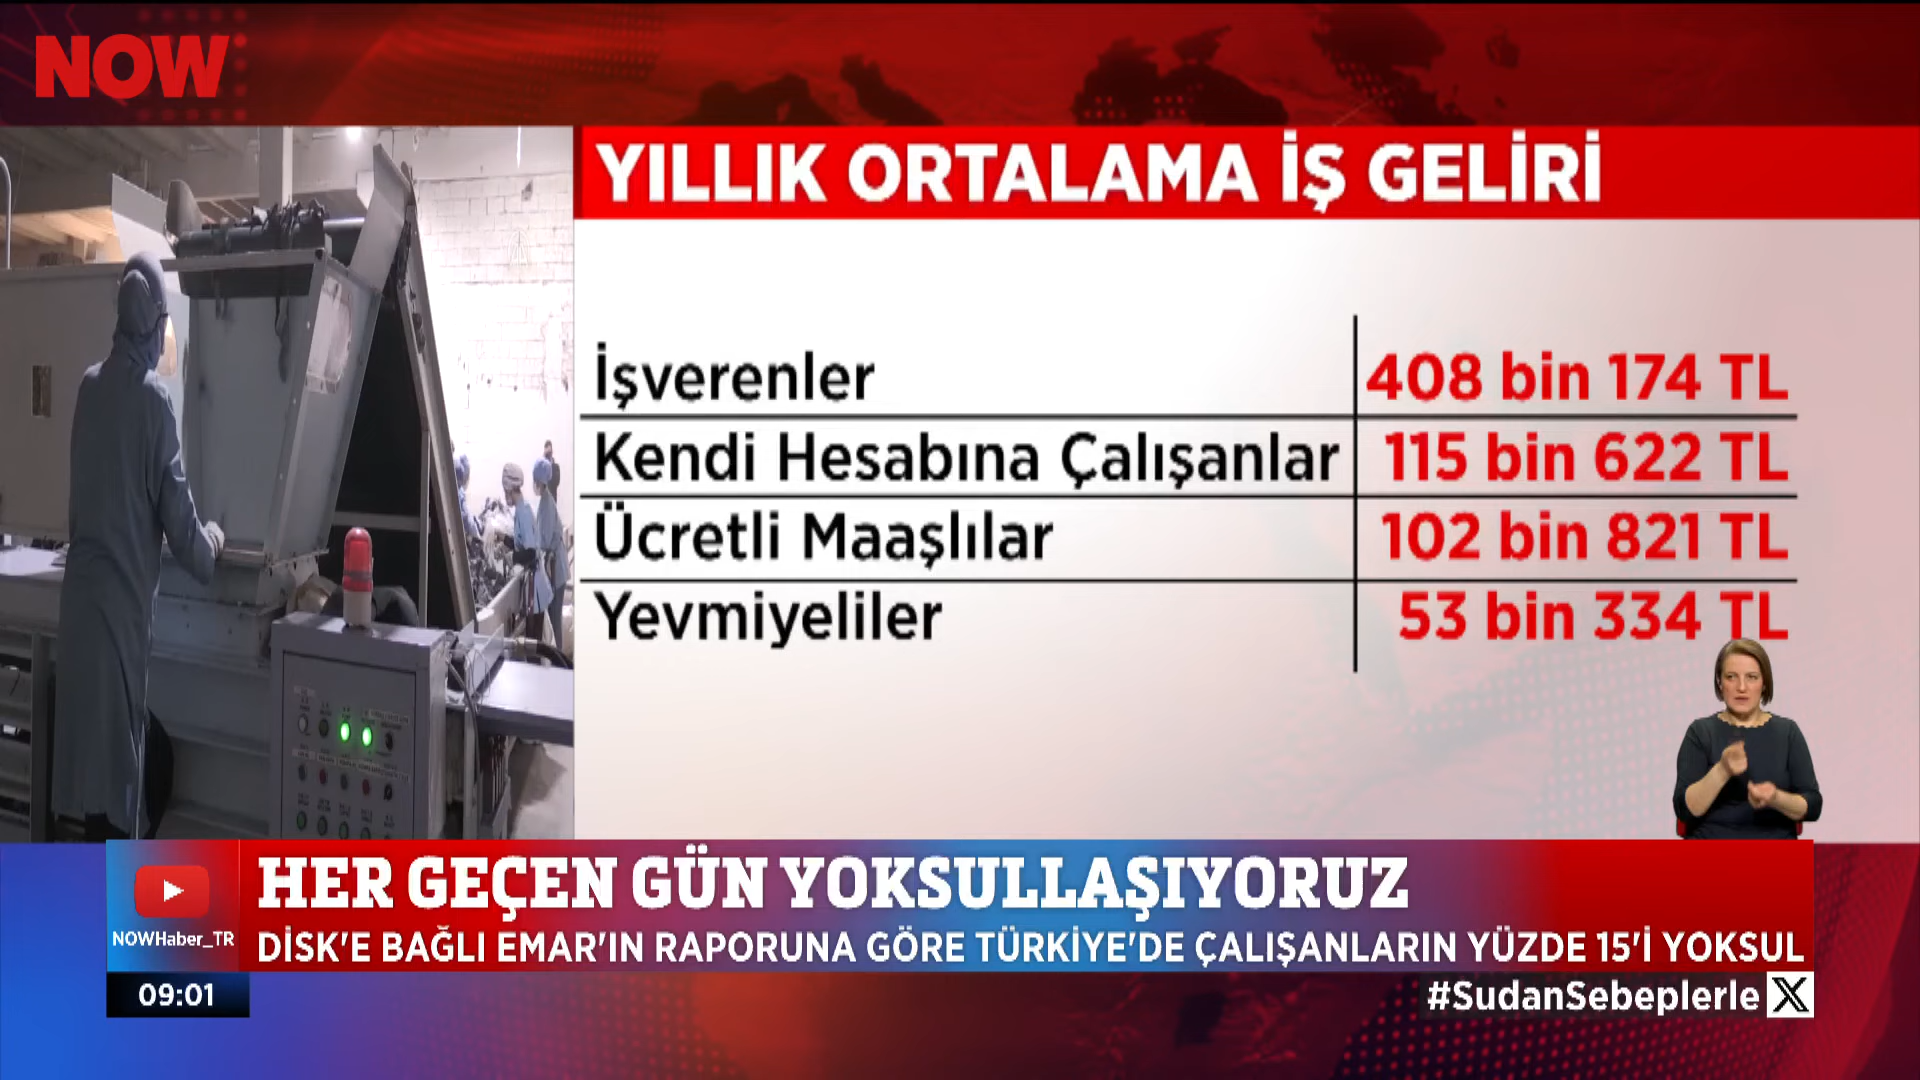 NOW
YILLIK ORTALAMA İŞ GELİRİ
İşverenler 408 bin 174 TL
Kendi Hesabına Çalışanlar 115 bin 622 TL
Ücretli Maaşlılar 102 bin 821 TL
Yevmiyeliler 53 bin 334 TL
HER GEÇEN GÜN YOKSULLAŞIYORUZ
NOWHaber_TR
DİSK'E BAĞLI EMAR'IN RAPORUNA GÖRE TÜRKİYE'DE ÇALIŞANLARIN YÜZDE 15'İ YOKSUL
09:01
#SudanSebeplerle X